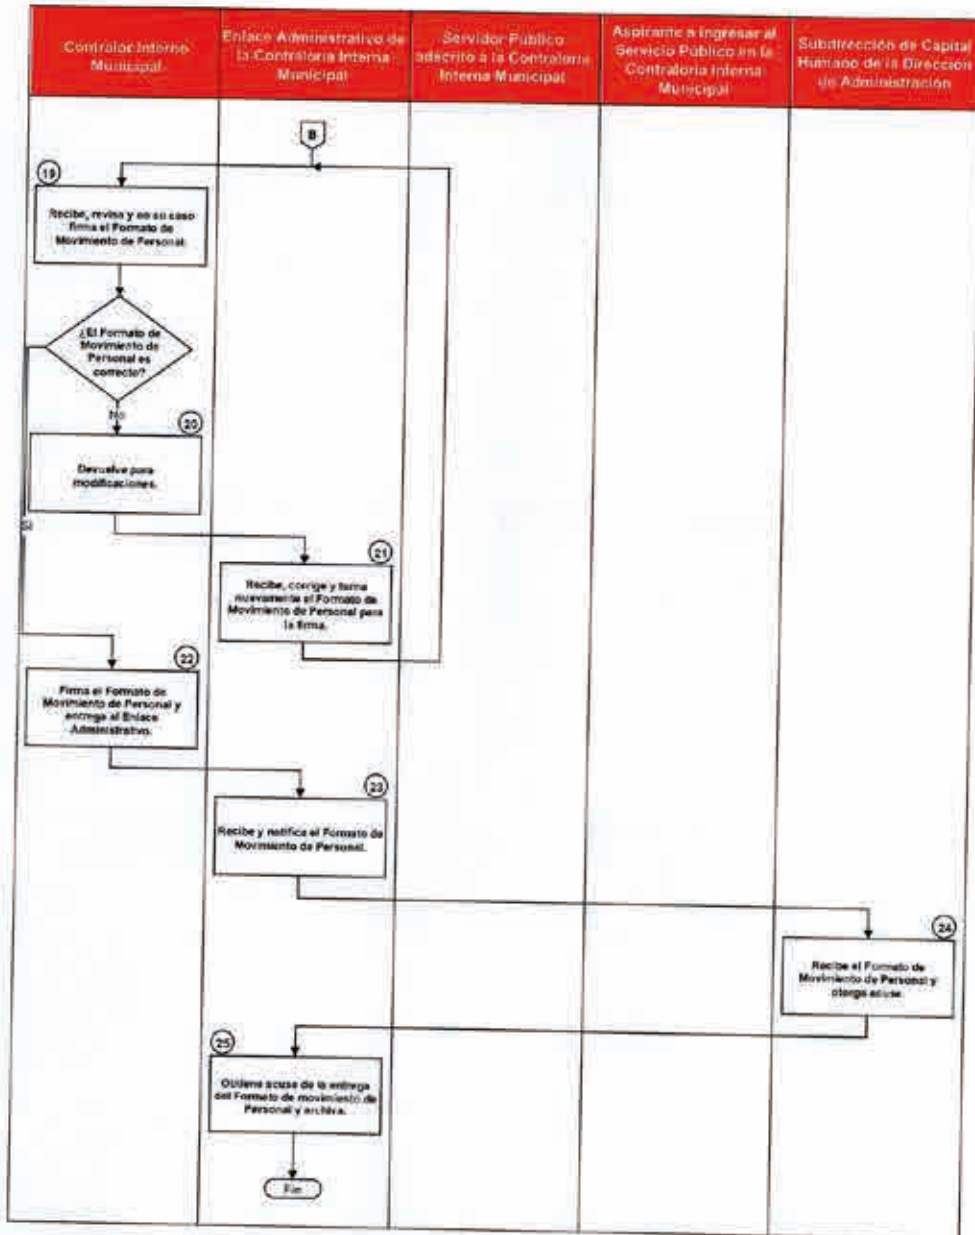 Contralor Interno
Municipal
Enlace Administrativo de
la Contraloría Interna
Municipal
Servidor Público
adscrito a la Contraloría
Interna Municipal
Aspirante a ingresar al
Servicio Público en la
Contraloría Interna
Municipal
Subdirección de Capital
Humano de la Dirección
de Administración
B
19
Recibe, revisa y en su caso
firma el Formato de
Movimiento de Personal.
¿El Formato de
Movimiento de
Personal es
correcto?
No
20
Devuelve para
modificaciones.
Si
21
Recibe, corrige y turna
nuevamente el Formato de
Movimiento de Personal para
la firma.
22
Firma el Formato de
Movimiento de Personal y
entrega al Enlace
Administrativo.
23
Recibe y notifica el Formato de
Movimiento de Personal.
24
Recibe el Formato de
Movimiento de Personal y
otorga acuse.
25
Obtiene acuse de la entrega
del Formato de movimiento de
Personal y archiva.
Fin